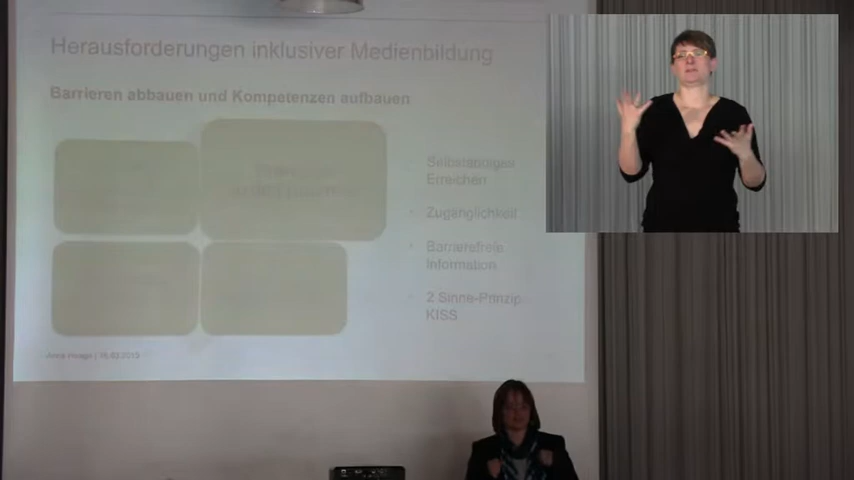 Herausforderungen inklusiver Medienbildung
Barrieren abbauen und Kompetenzen aufbauen
Selbständiges
Erreichen
Zugänglichkeit
Barrierefreie
Information
2 Sinne-Prinzip
KISS